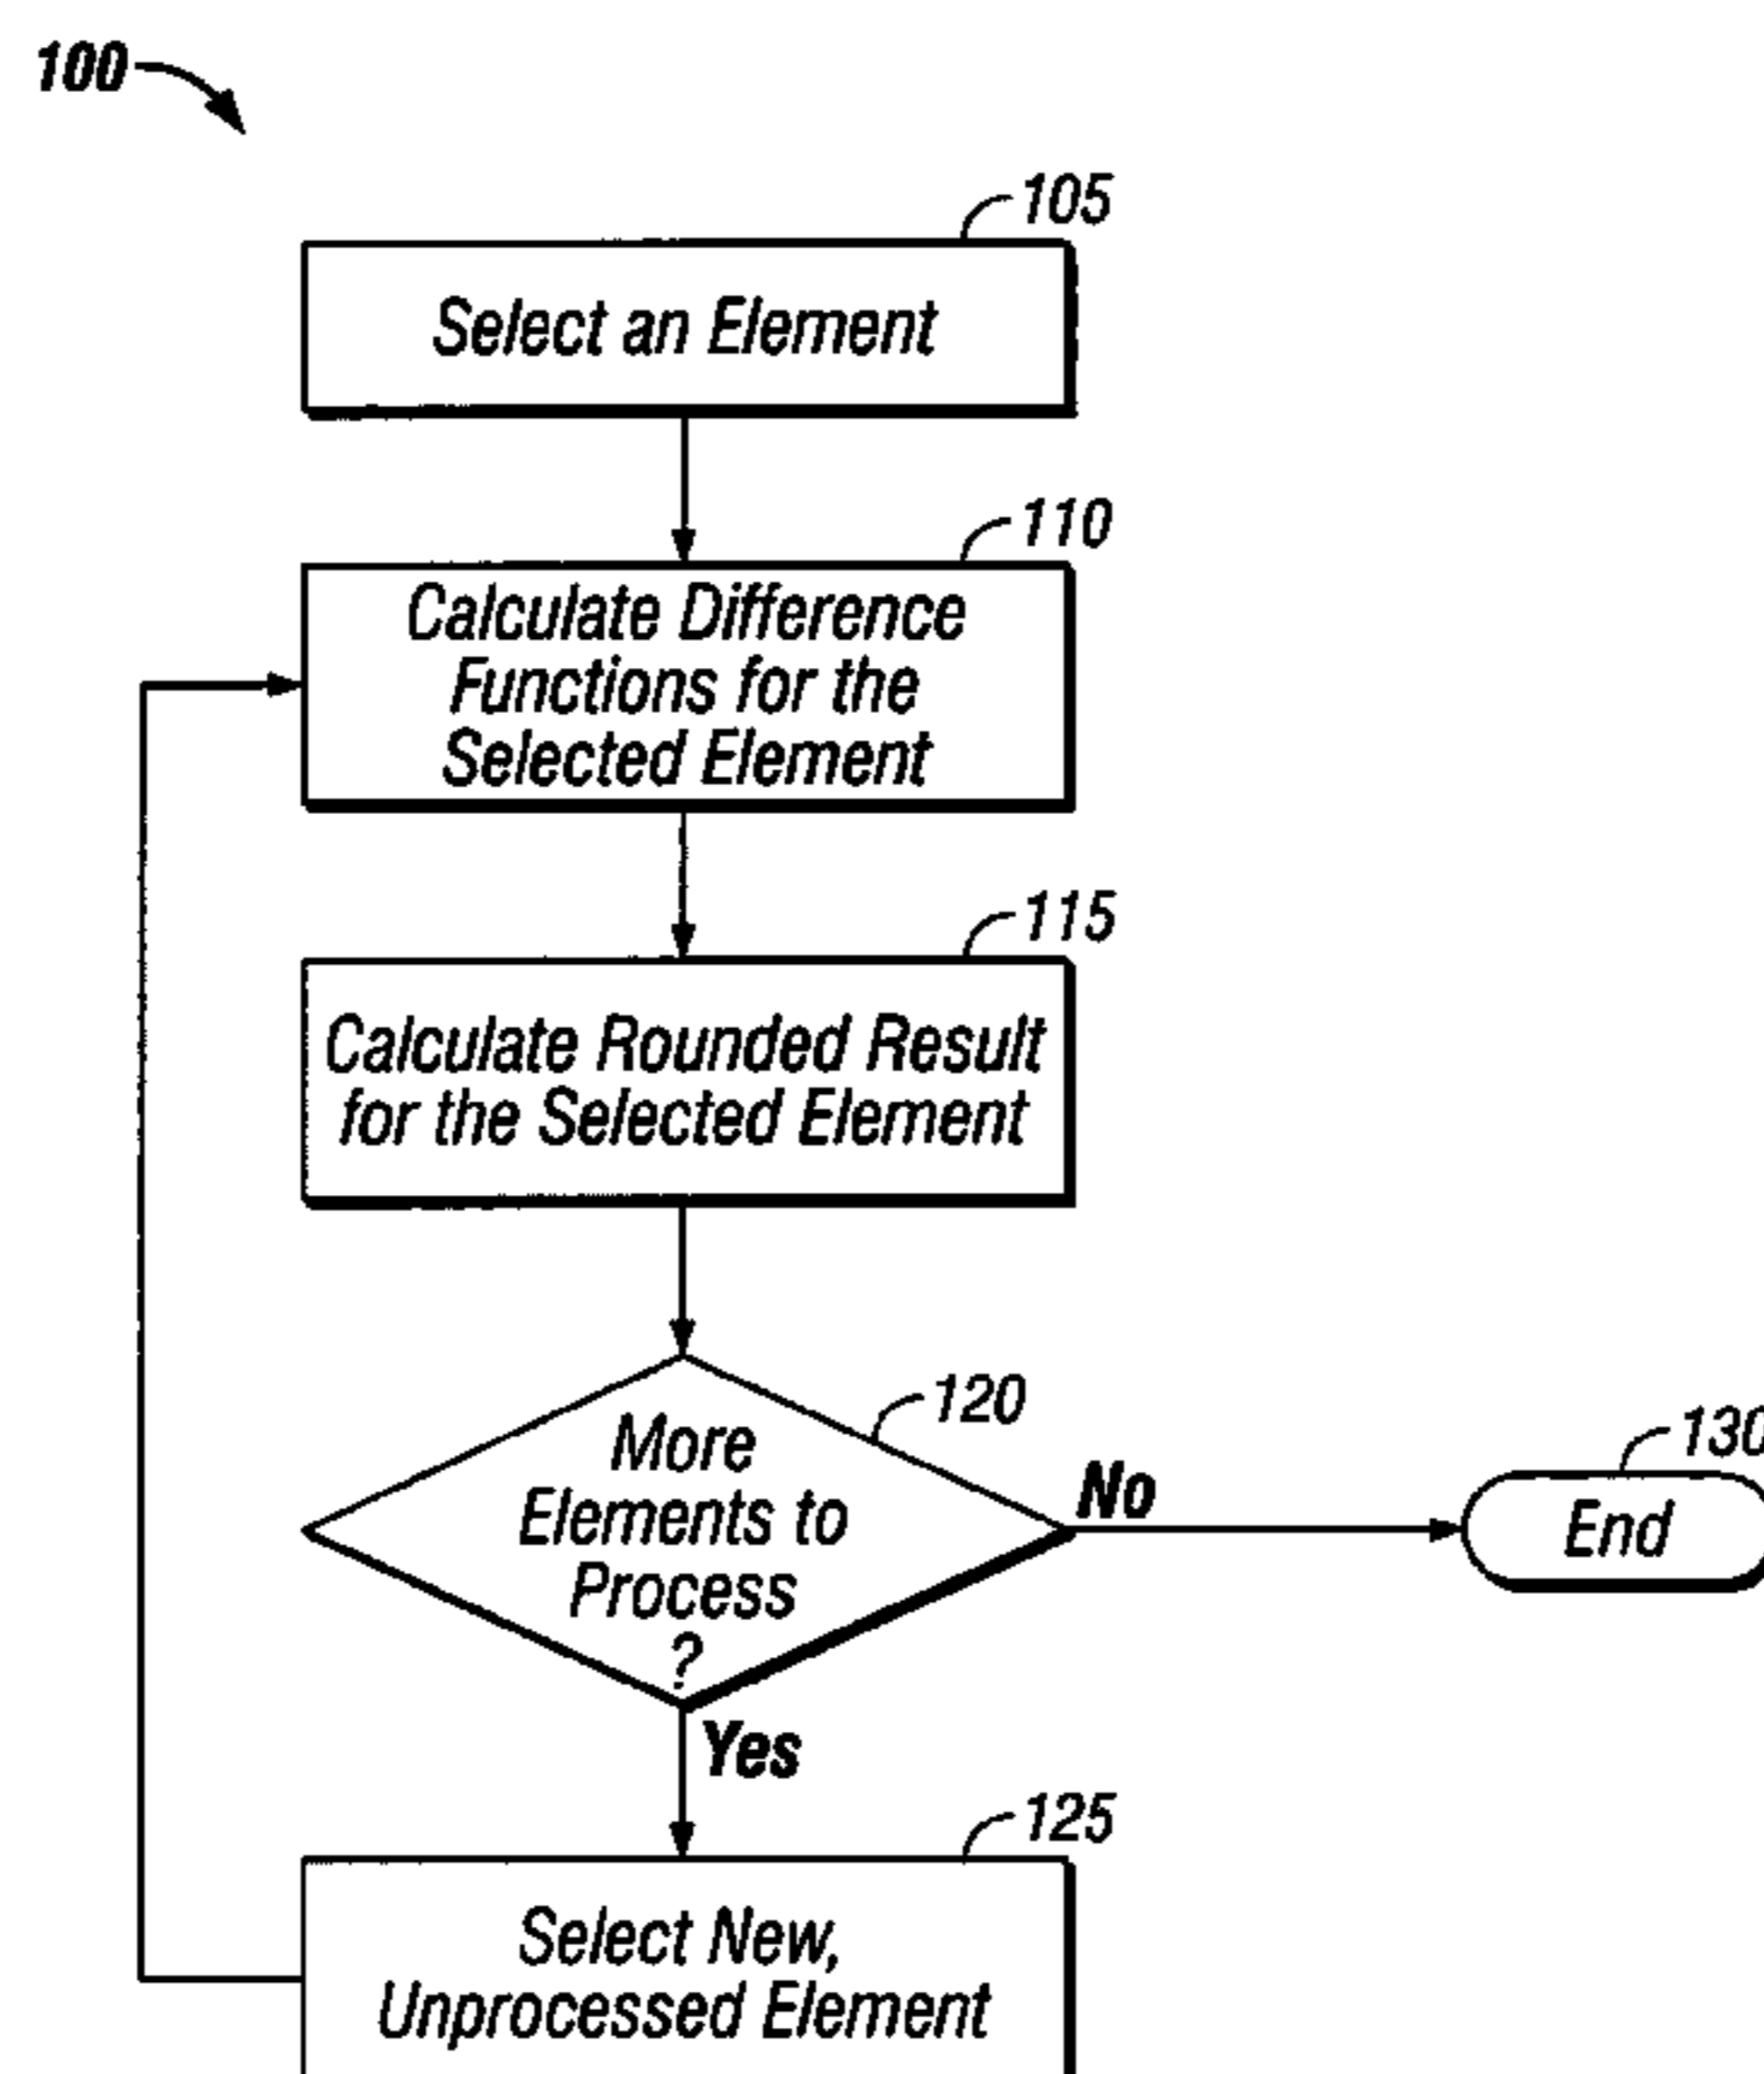 100
105
Select an Element
110
Calculate Difference
Functions for the
Selected Element
115
Calculate Rounded Result
for the Selected Element
120
More
Elements to
Process
?
No
130
End
Yes
125
Select New,
Unprocessed Element